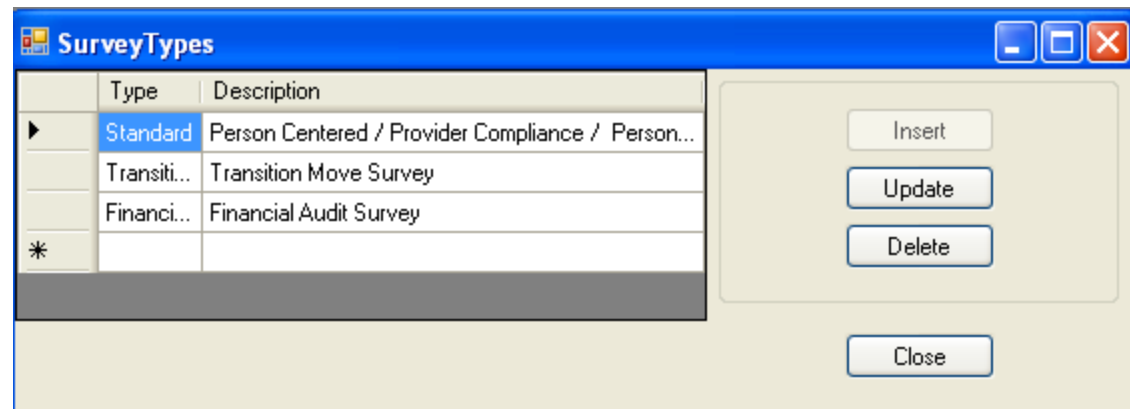 SurveyTypes
Type Description
Standard Person Centered / Provider Compliance / Person...
Transiti... Transition Move Survey
Financi... Financial Audit Survey
Insert
Update
Delete
Close